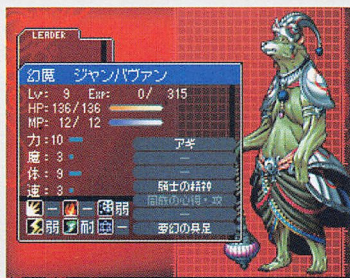 LEADER
幻魔 ジャンバヴァン
Lv: 9 Exp: 0/ 315
HP:136/136
MP: 12/ 12
力:10
魔: 3
体: 9
速: 3
アギ
―
―
騎士の精神
同族の心得・攻
―
夢幻の具足
― ― 弱
弱 耐 ―